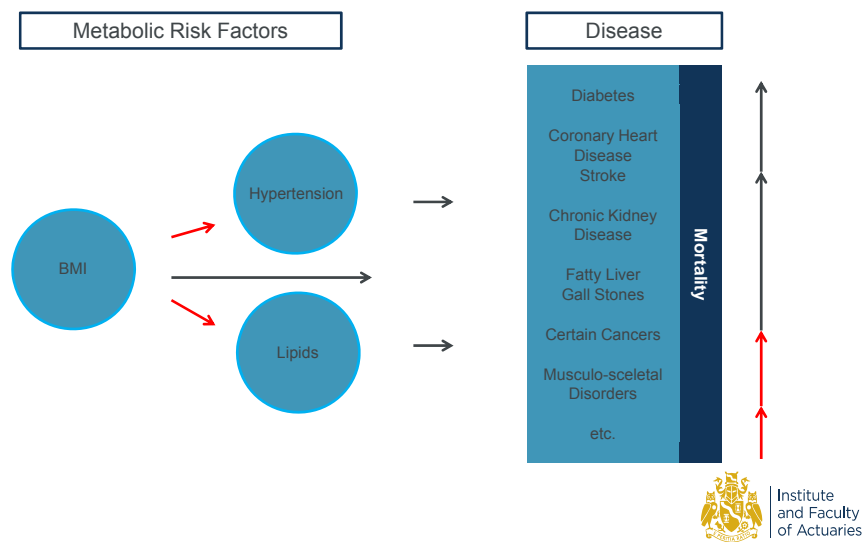 Metabolic Risk Factors
Disease
BMI
Hypertension
Lipids
Diabetes
Coronary Heart
Disease
Stroke
Chronic Kidney
Disease
Fatty Liver
Gall Stones
Certain Cancers
Musculo-sceletal
Disorders
etc.
Mortality
Institute
and Faculty
of Actuaries